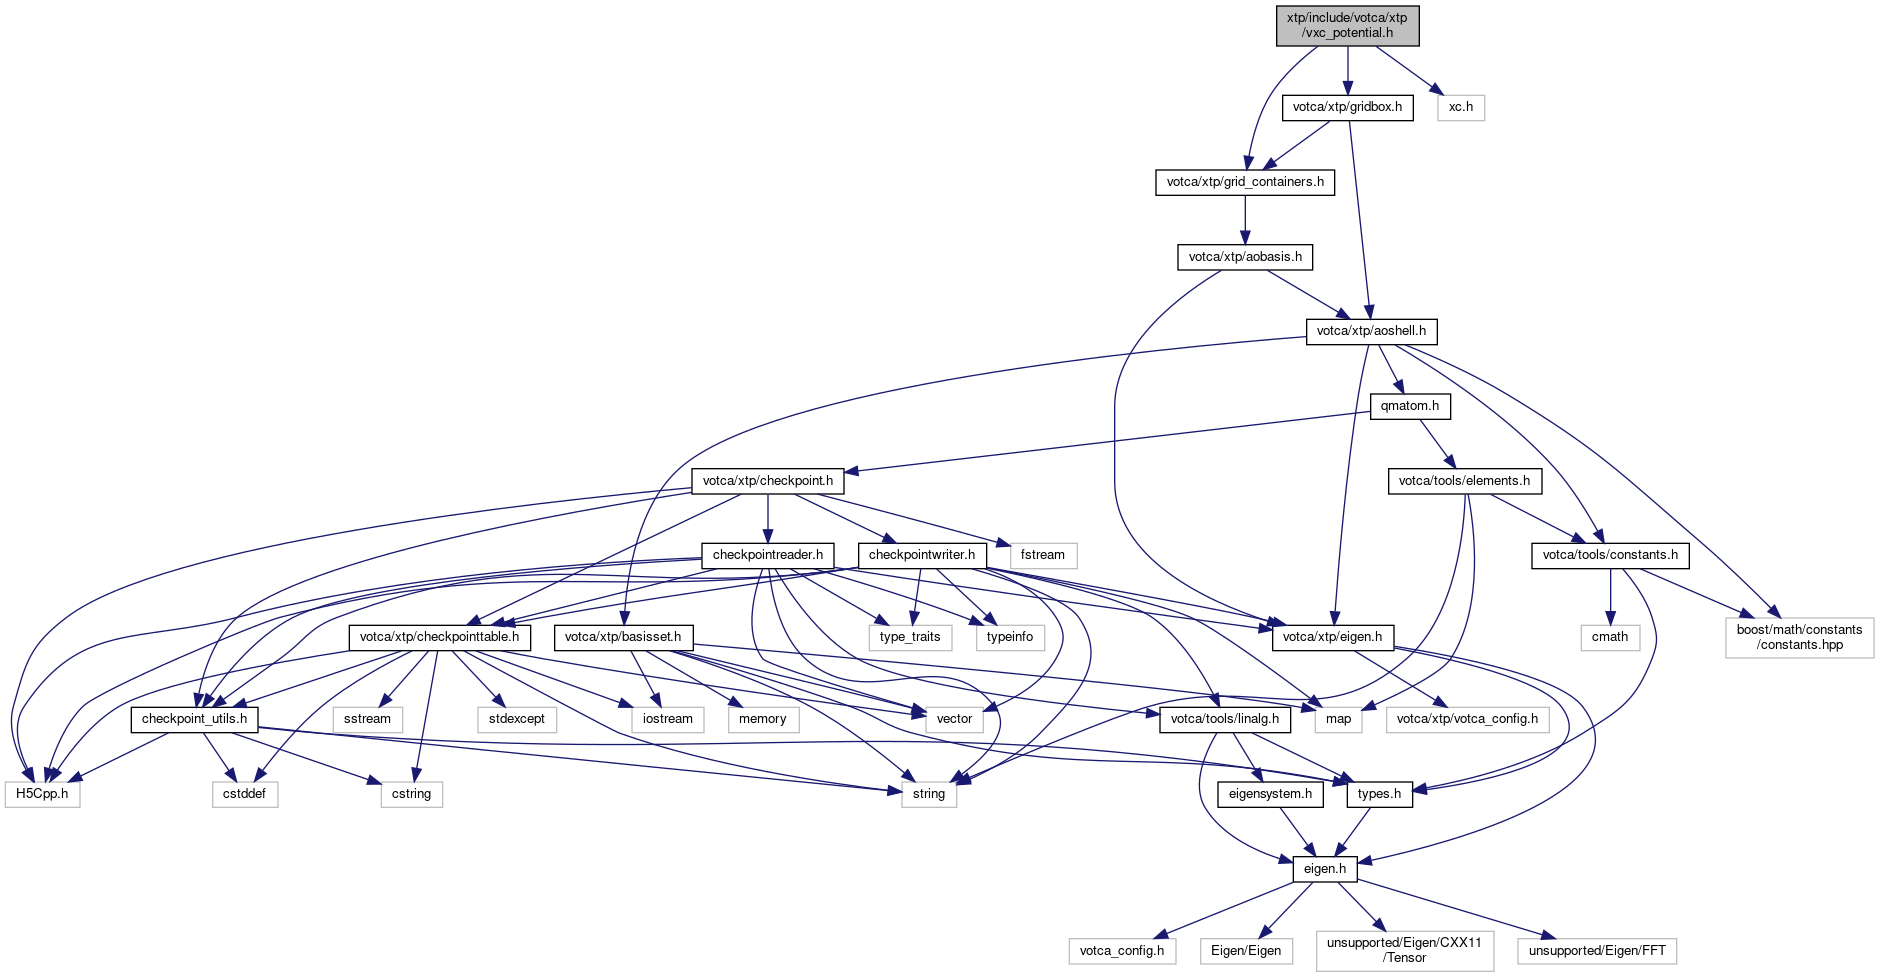 xtp/include/votca/xtp
/vxc_potential.h
votca/xtp/gridbox.h
xc.h
votca/xtp/grid_containers.h
votca/xtp/aobasis.h
votca/xtp/aoshell.h
qmatom.h
votca/xtp/checkpoint.h
votca/tools/elements.h
checkpointreader.h
checkpointwriter.h
fstream
votca/tools/constants.h
votca/xtp/checkpointtable.h
votca/xtp/basisset.h
type_traits
typeinfo
votca/xtp/eigen.h
cmath
boost/math/constants
/constants.hpp
checkpoint_utils.h
sstream
stdexcept
iostream
memory
vector
votca/tools/linalg.h
map
votca/xtp/votca_config.h
H5Cpp.h
cstddef
cstring
string
eigensystem.h
types.h
eigen.h
votca_config.h
Eigen/Eigen
unsupported/Eigen/CXX11
/Tensor
unsupported/Eigen/FFT